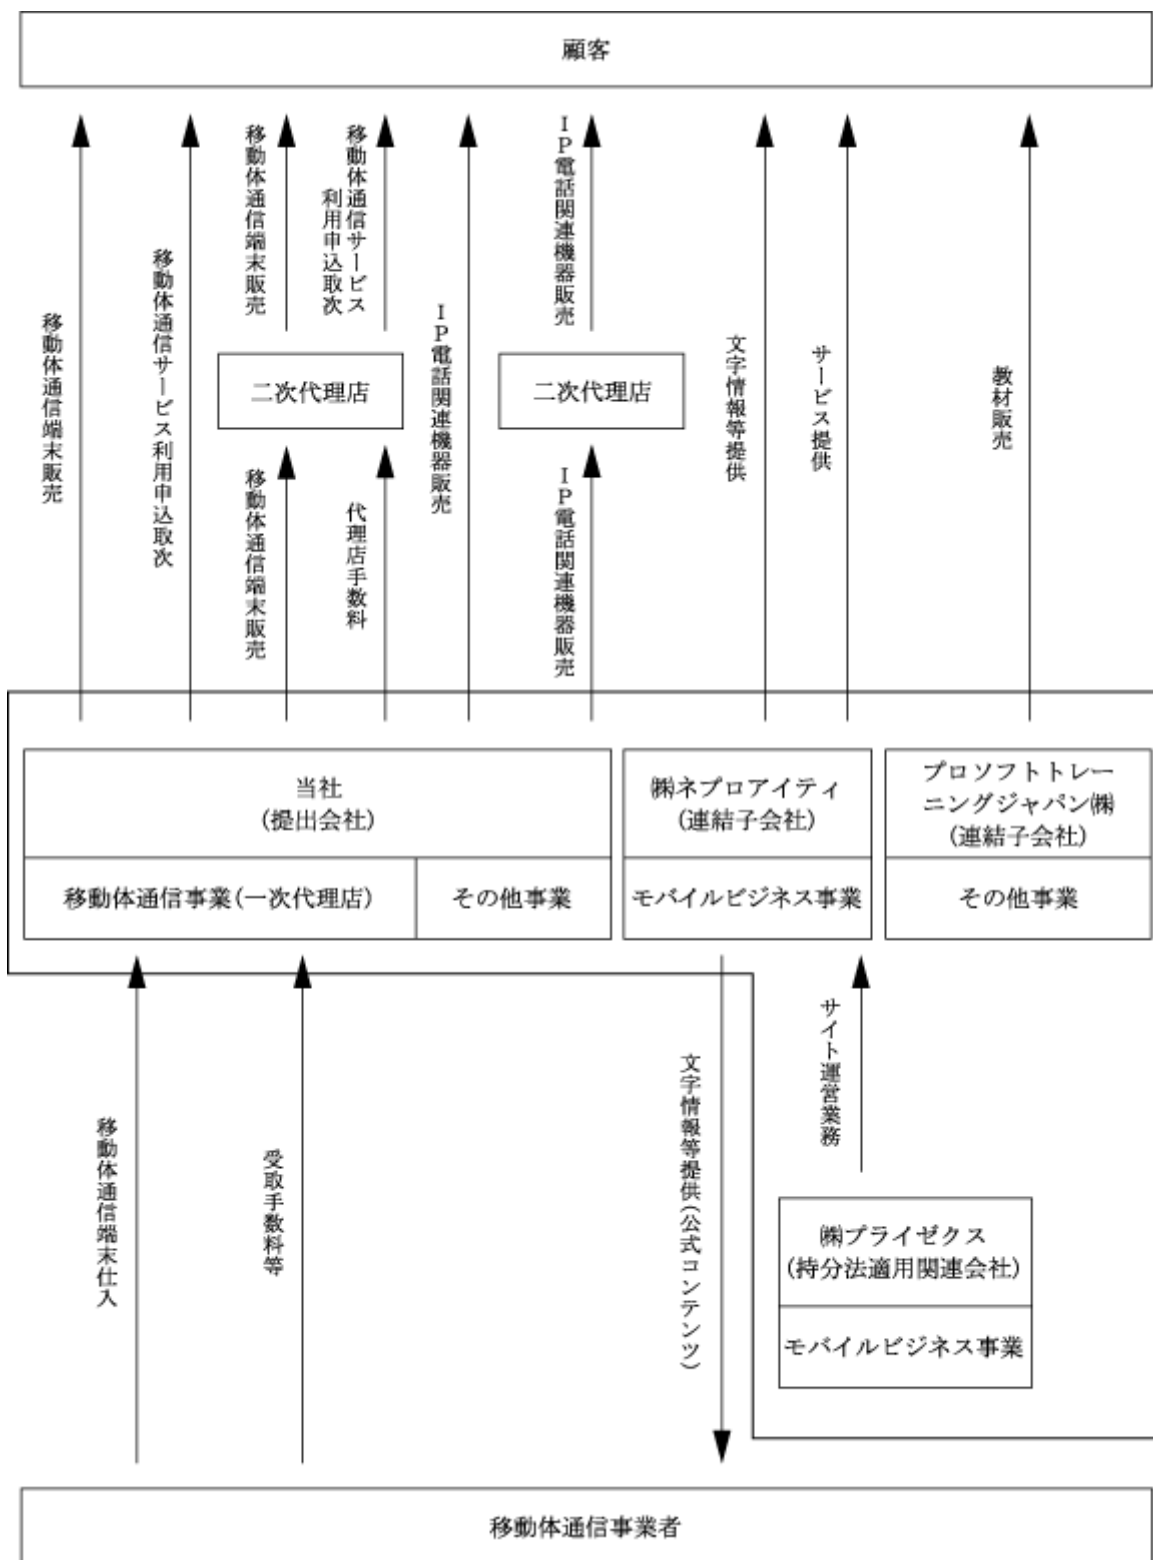 顧客
移動体通信端末販売
移動体通信サービス利用申込取次
移動体通信端末販売
移動体通信サービス
利用申込取次
IP電話関連機器販売
IP電話関連機器販売
文字情報等提供
サービス提供
教材販売
二次代理店
二次代理店
移動体通信端末販売
代理店手数料
IP電話関連機器販売
当社
(提出会社)
移動体通信事業(一次代理店)
その他事業
㈱ネプロアイティ
(連結子会社)
モバイルビジネス事業
プロソフトトレー
ニングジャパン㈱
(連結子会社)
その他事業
移動体通信端末仕入
受取手数料等
文字情報等提供(公式コンテンツ)
サイト運営業務
㈱プライゼクス
(持分法適用関連会社)
モバイルビジネス事業
移動体通信事業者